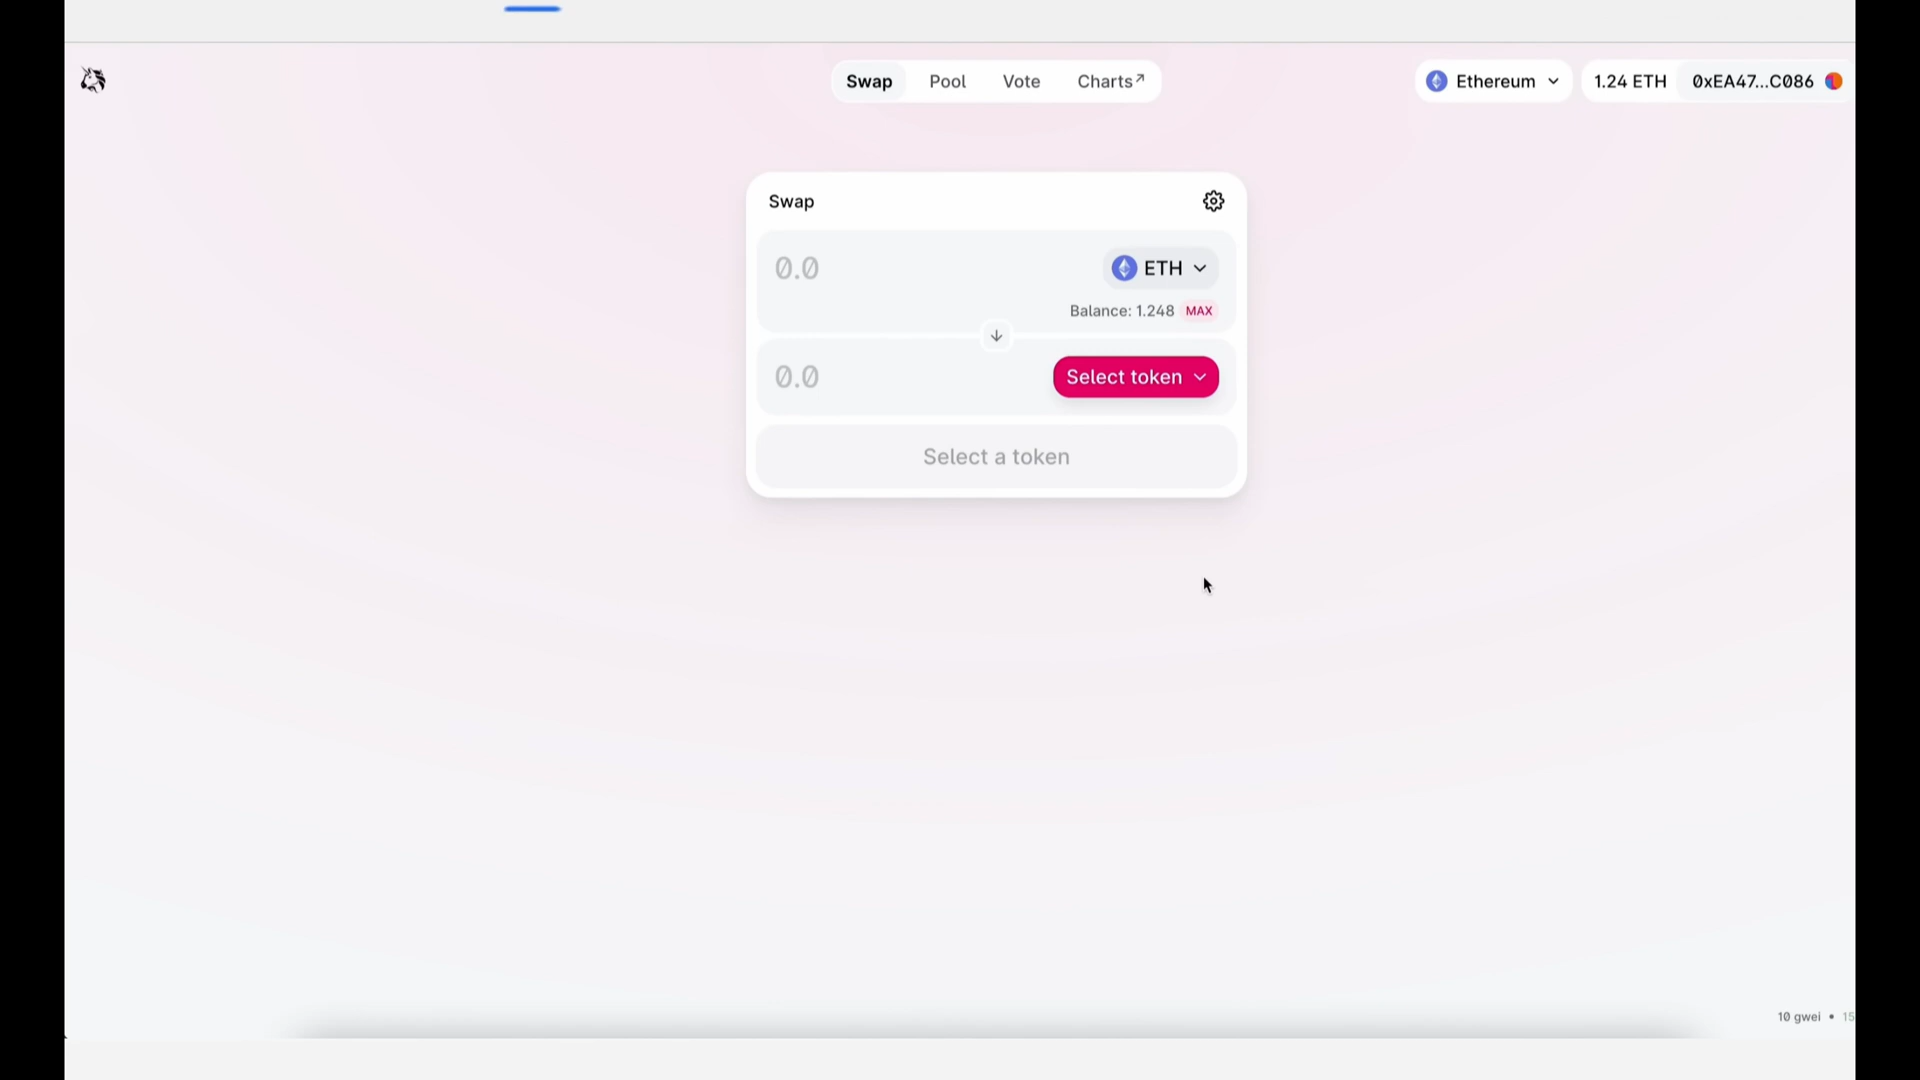 Swap Pool Vote Charts↗ Ethereum 1.24 ETH 0xEA47...C086
Swap
0.0 ETH
Balance: 1.248 MAX
0.0 Select token
Select a token
10 gwei • 15